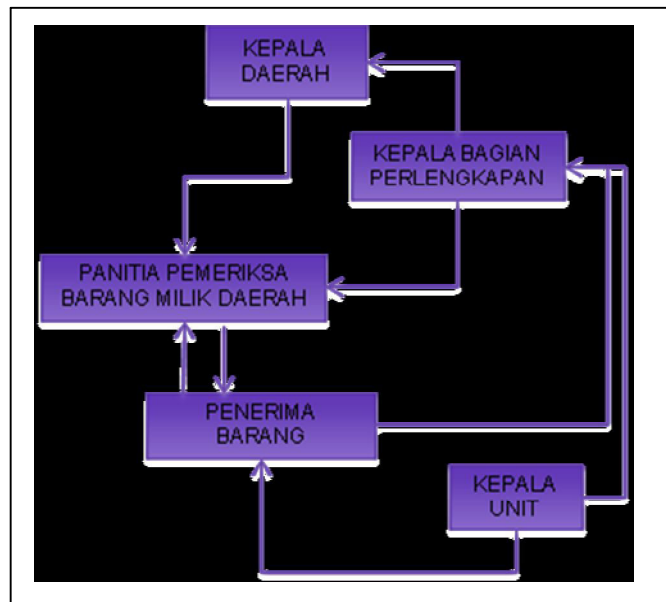 KEPALA
DAERAH
KEPALA BAGIAN
PERLENGKAPAN
PANITIA PEMERIKSA
BARANG MILIK DAERAH
PENERIMA
BARANG
KEPALA
UNIT